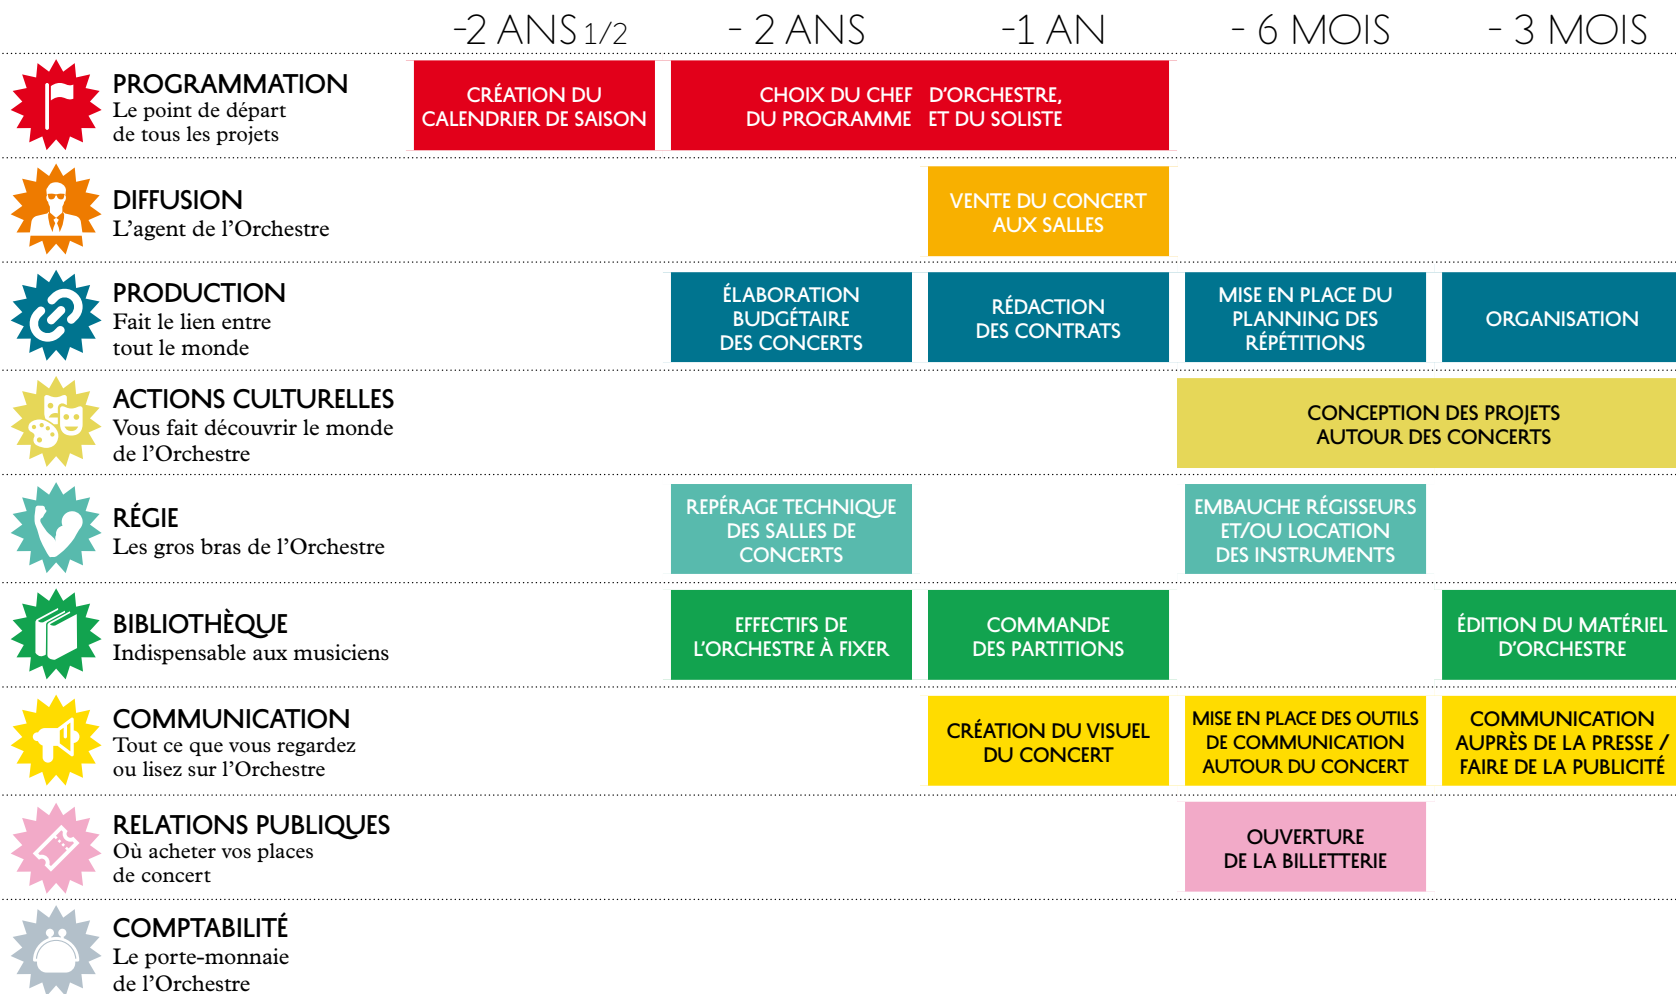 -2 ANS 1/2 - 2 ANS -1 AN - 6 MOIS - 3 MOIS
PROGRAMMATION
Le point de départ
de tous les projets
CRÉATION DU
CALENDRIER DE SAISON
CHOIX DU CHEF D'ORCHESTRE,
DU PROGRAMME ET DU SOLISTE
DIFFUSION
L'agent de l'Orchestre
VENTE DU CONCERT
AUX SALLES
PRODUCTION
Fait le lien entre
tout le monde
ÉLABORATION
BUDGÉTAIRE
DES CONCERTS
RÉDACTION
DES CONTRATS
MISE EN PLACE DU
PLANNING DES
RÉPÉTITIONS
ORGANISATION
ACTIONS CULTURELLES
Vous fait découvrir le monde
de l'Orchestre
CONCEPTION DES PROJETS
AUTOUR DES CONCERTS
RÉGIE
Les gros bras de l'Orchestre
REPÉRAGE TECHNIQUE
DES SALLES DE
CONCERTS
EMBAUCHE RÉGISSEURS
ET/OU LOCATION
DES INSTRUMENTS
BIBLIOTHÈQUE
Indispensable aux musiciens
EFFECTIFS DE
L'ORCHESTRE À FIXER
COMMANDE
DES PARTITIONS
ÉDITION DU MATÉRIEL
D'ORCHESTRE
COMMUNICATION
Tout ce que vous regardez
ou lisez sur l'Orchestre
CRÉATION DU VISUEL
DU CONCERT
MISE EN PLACE DES OUTILS
DE COMMUNICATION
AUTOUR DU CONCERT
COMMUNICATION
AUPRÈS DE LA PRESSE /
FAIRE DE LA PUBLICITÉ
RELATIONS PUBLIQUES
Où acheter vos places
de concert
OUVERTURE
DE LA BILLETTERIE
COMPTABILITÉ
Le porte-monnaie
de l'Orchestre